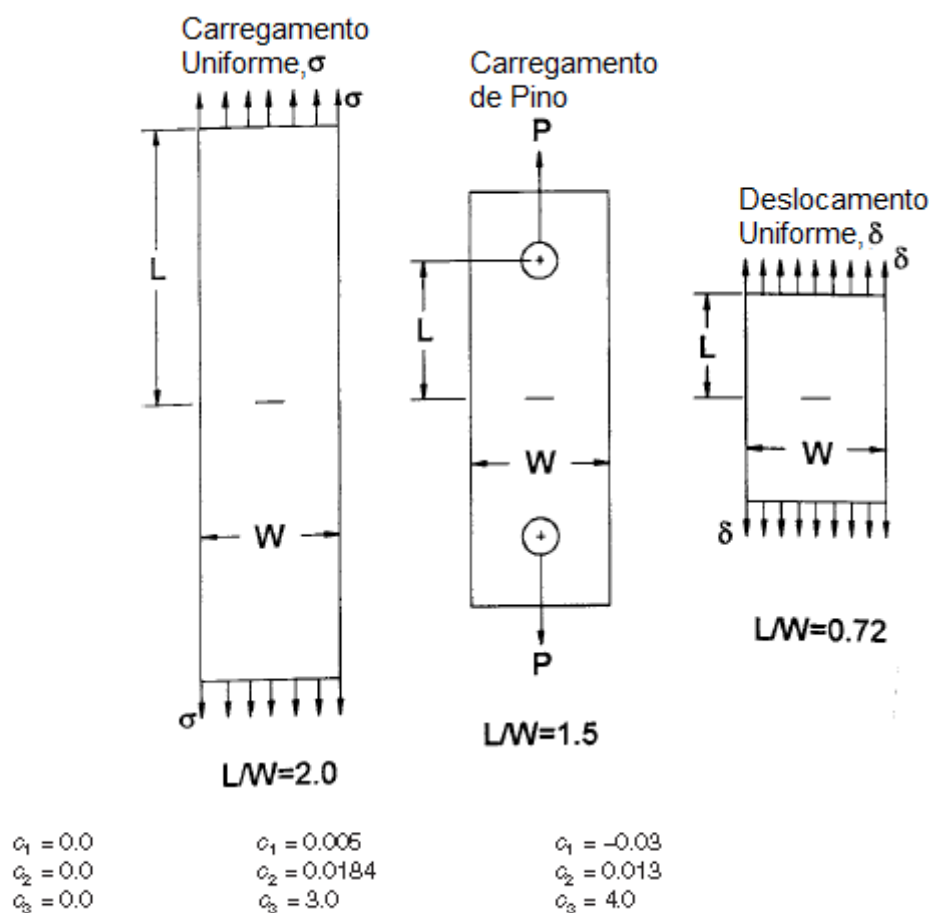 Carregamento
Uniforme,σ
σ
L
W
σ
L/W=2.0
Carregamento
de Pino
P
L
W
P
L/W=1.5
Deslocamento
Uniforme, δ
δ
L
W
δ
L/W=0.72
c₁ = 0.0
c₂ = 0.0
c₃ = 0.0
c₁ = 0.005
c₂ = 0.0184
c₃ = 3.0
c₁ = –0.03
c₂ = 0.013
c₃ = 4.0